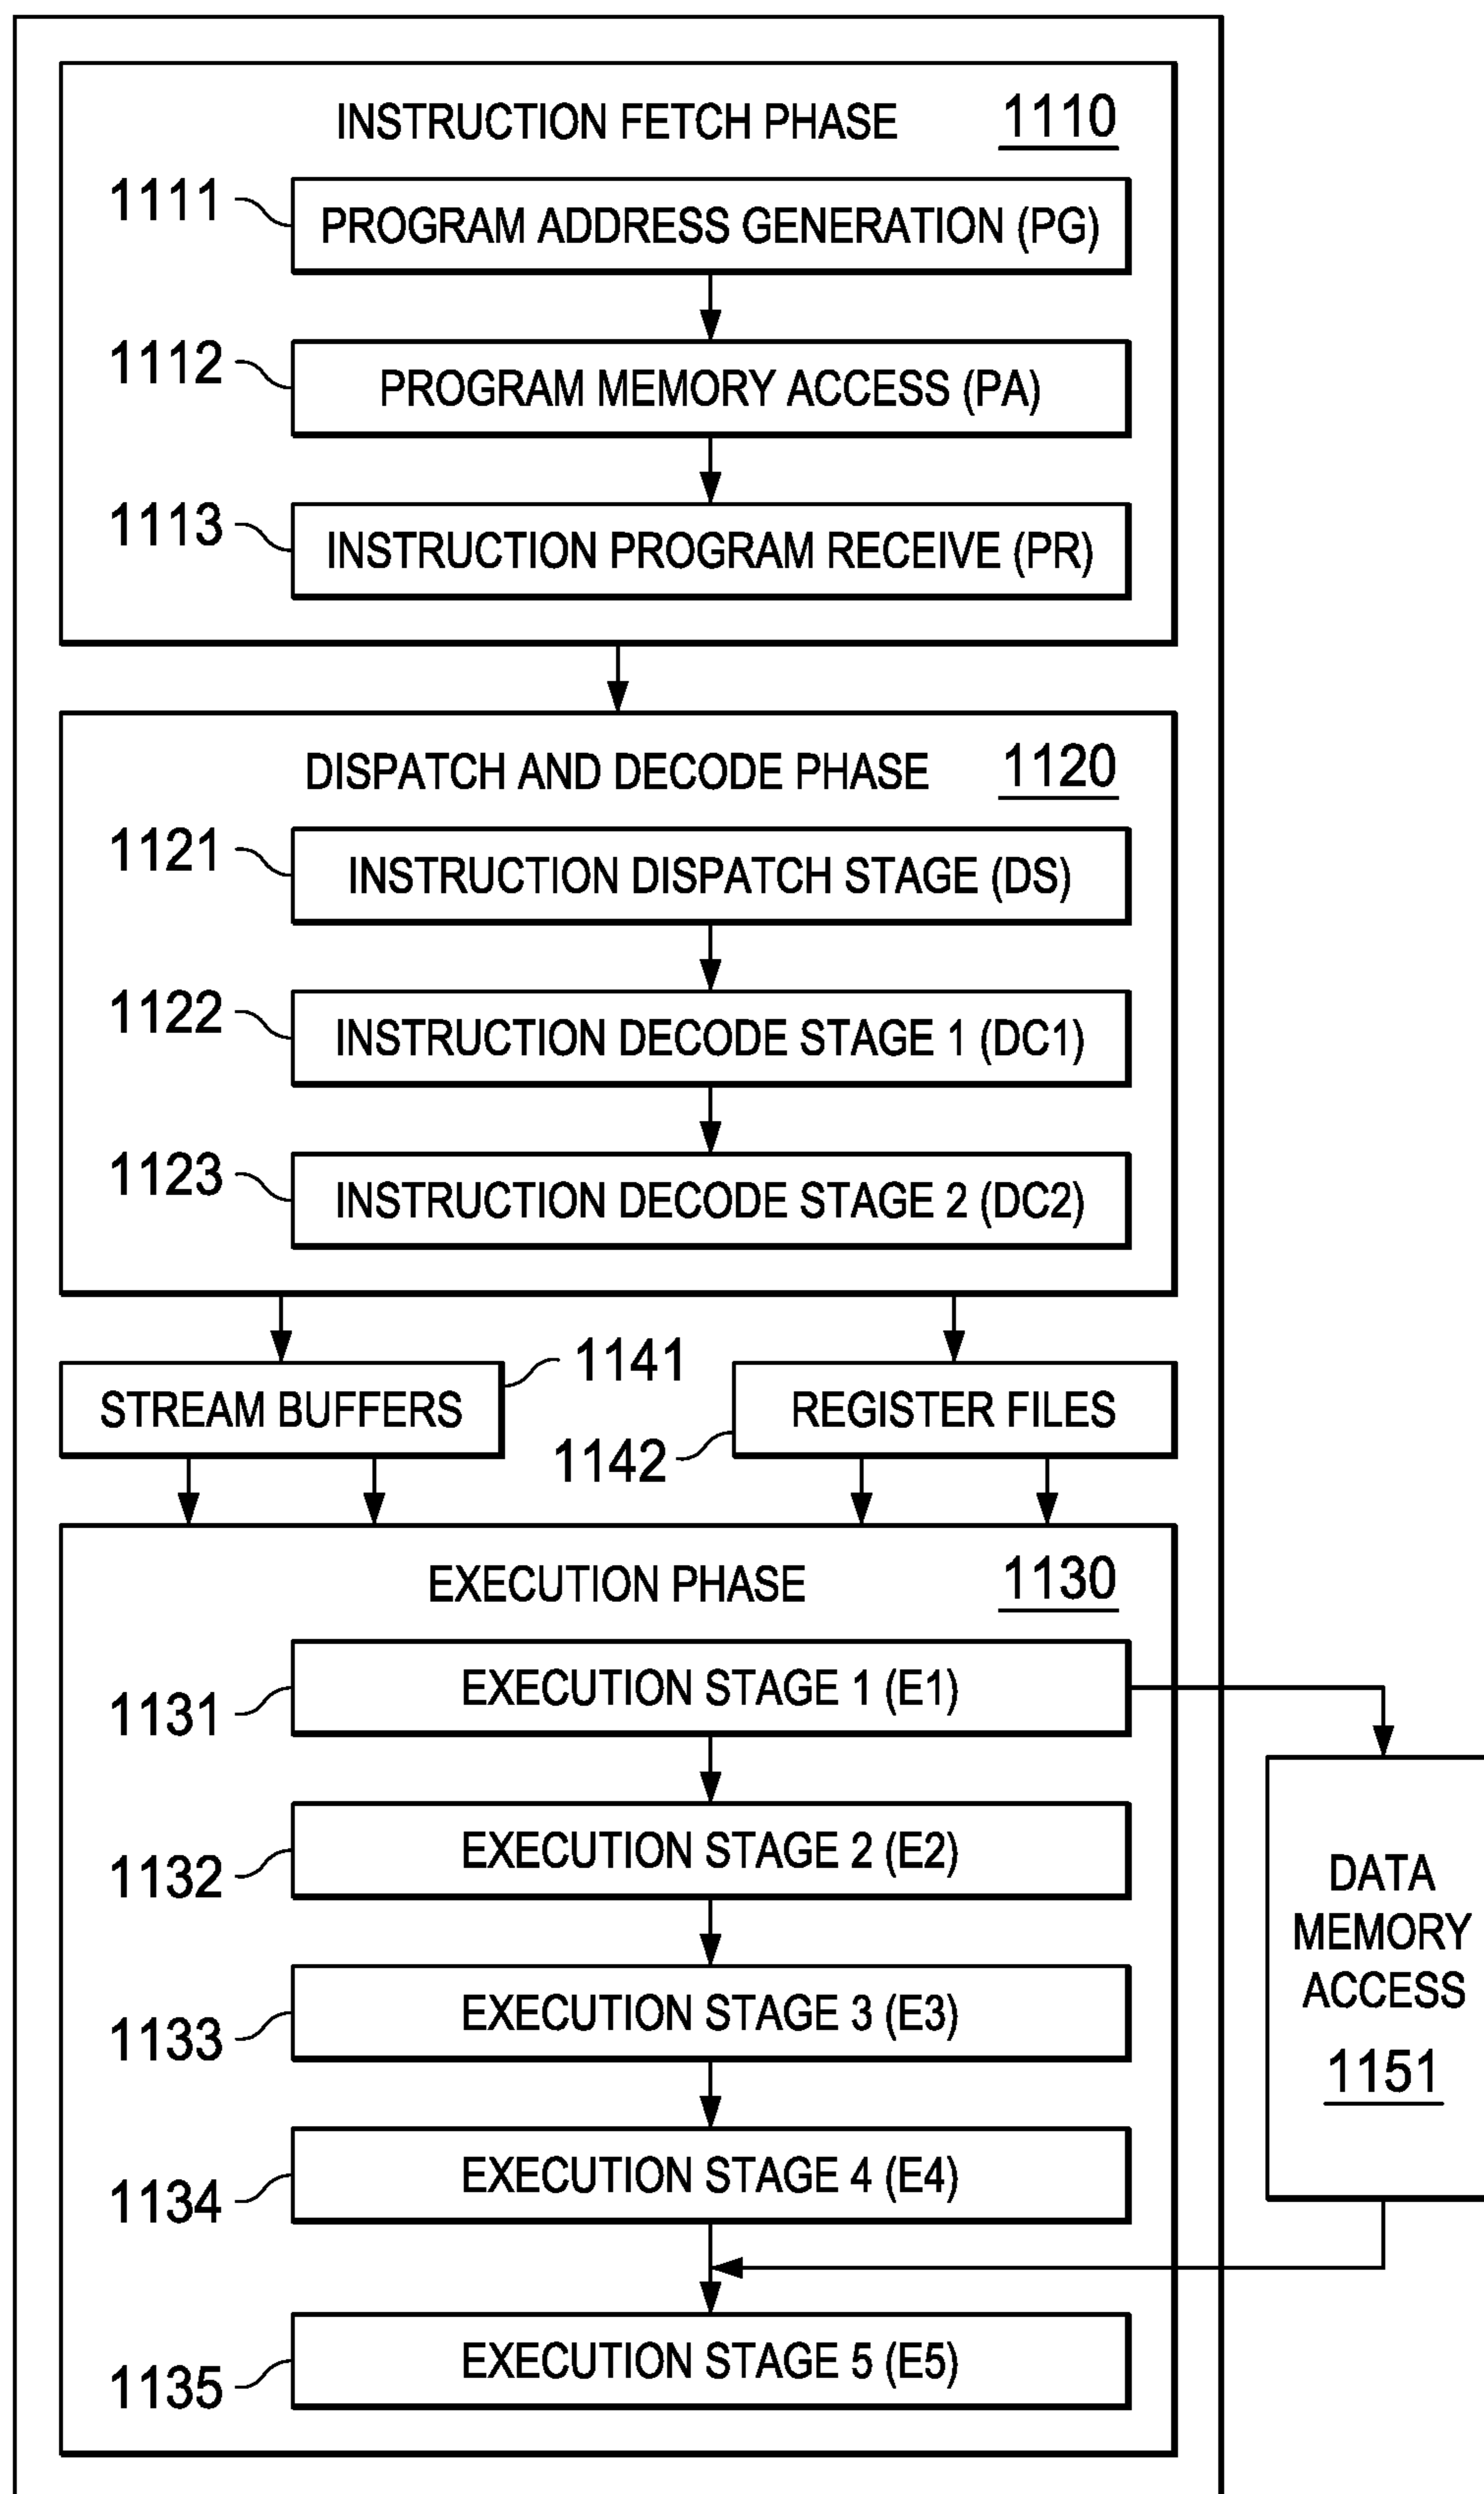 INSTRUCTION FETCH PHASE 1110
1111 PROGRAM ADDRESS GENERATION (PG)
1112 PROGRAM MEMORY ACCESS (PA)
1113 INSTRUCTION PROGRAM RECEIVE (PR)
DISPATCH AND DECODE PHASE 1120
1121 INSTRUCTION DISPATCH STAGE (DS)
1122 INSTRUCTION DECODE STAGE 1 (DC1)
1123 INSTRUCTION DECODE STAGE 2 (DC2)
STREAM BUFFERS
1141
1142
REGISTER FILES
EXECUTION PHASE 1130
1131 EXECUTION STAGE 1 (E1)
1132 EXECUTION STAGE 2 (E2)
1133 EXECUTION STAGE 3 (E3)
1134 EXECUTION STAGE 4 (E4)
1135 EXECUTION STAGE 5 (E5)
DATA
MEMORY
ACCESS
1151